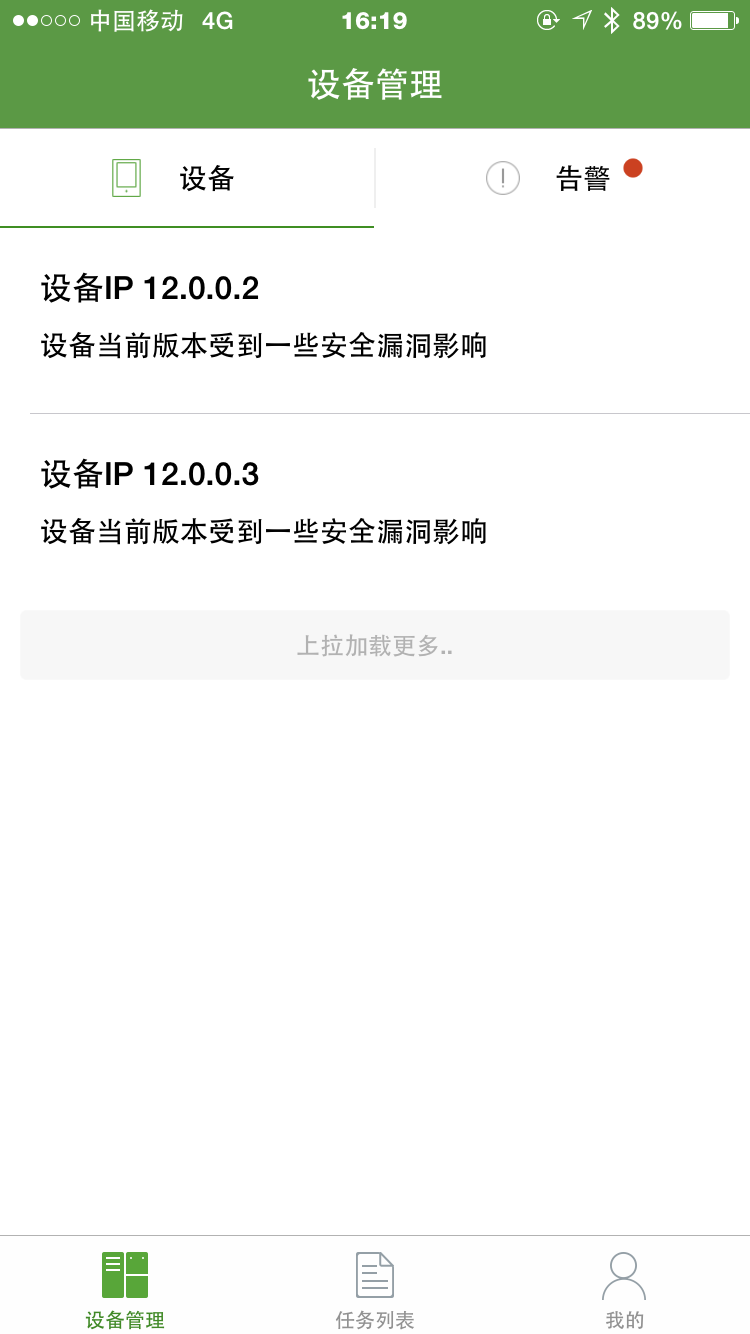 中国移动 4G 16:19 89%
设备管理
设备 告警
设备IP 12.0.0.2
设备当前版本受到一些安全漏洞影响
设备IP 12.0.0.3
设备当前版本受到一些安全漏洞影响
上拉加载更多..
设备管理 任务列表 我的